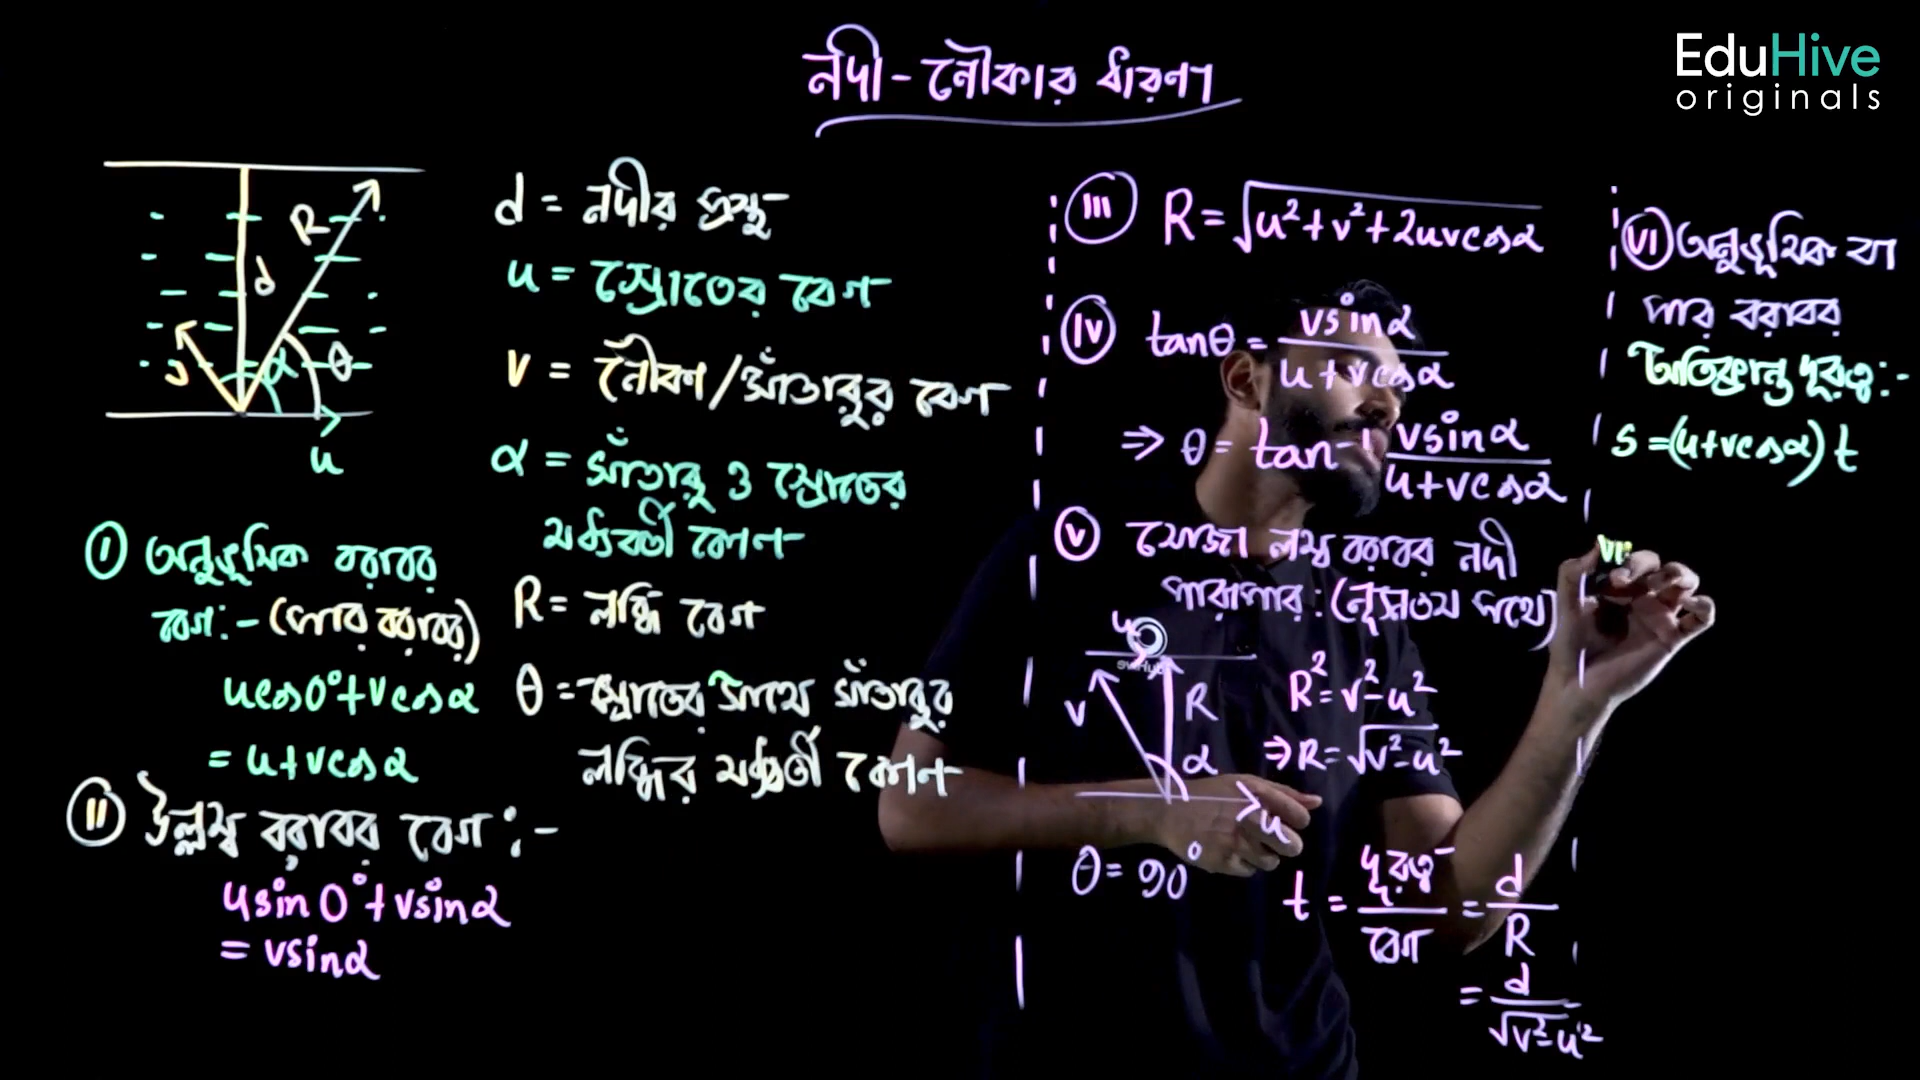 নদী - নৌকার ধারণা
EduHive
originals
R
d
α
θ
u
d = নদীর প্রস্থ
u = স্রোতের বেগ
v = নৌকা/সাঁতারুর বেগ
α = সাঁতারু ও স্রোতের
মধ্যবর্তী কোণ
R = লব্ধি বেগ
θ = স্রোতের সাথে সাঁতারুর
লব্ধির মধ্যবর্তী কোণ
(I) অনুভূমিক বরাবর
বেগ:- (পার বরাবর)
ucos0°+vcosα
= u+vcosα
(II) উল্লম্ব বরাবর বেগ:-
usin0°+vsinα
= vsinα
(III) R=√u²+v²+2uvcosα
(IV) tanθ = vsinα / u+vcosα
⇒ θ = tan⁻¹ vsinα / u+vcosα
(V) সোজা লম্ব বরাবর নদী
পারাপার: (ন্যূনতম পথে)
v
R
α
u
R²=v²-u²
⇒R=√v²-u²
θ=90°
t = দূরত্ব / বেগ = d / R
= d / √v²-u²
(VI) অনুভূমিক বা
পার বরাবর
অতিক্রান্ত দূরত্ব:-
s=(u+vcosα)t